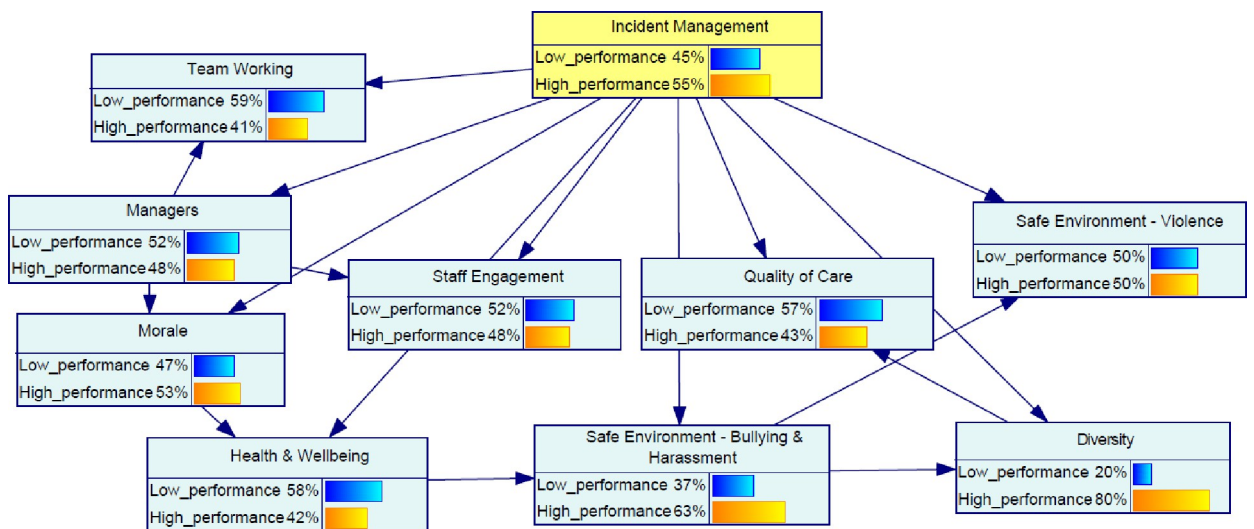 Incident Management
Low_performance 45%
High_performance 55%
Team Working
Low_performance 59%
High_performance 41%
Managers
Low_performance 52%
High_performance 48%
Safe Environment - Violence
Low_performance 50%
High_performance 50%
Staff Engagement
Low_performance 52%
High_performance 48%
Quality of Care
Low_performance 57%
High_performance 43%
Morale
Low_performance 47%
High_performance 53%
Health & Wellbeing
Low_performance 58%
High_performance 42%
Safe Environment - Bullying &
Harassment
Low_performance 37%
High_performance 63%
Diversity
Low_performance 20%
High_performance 80%